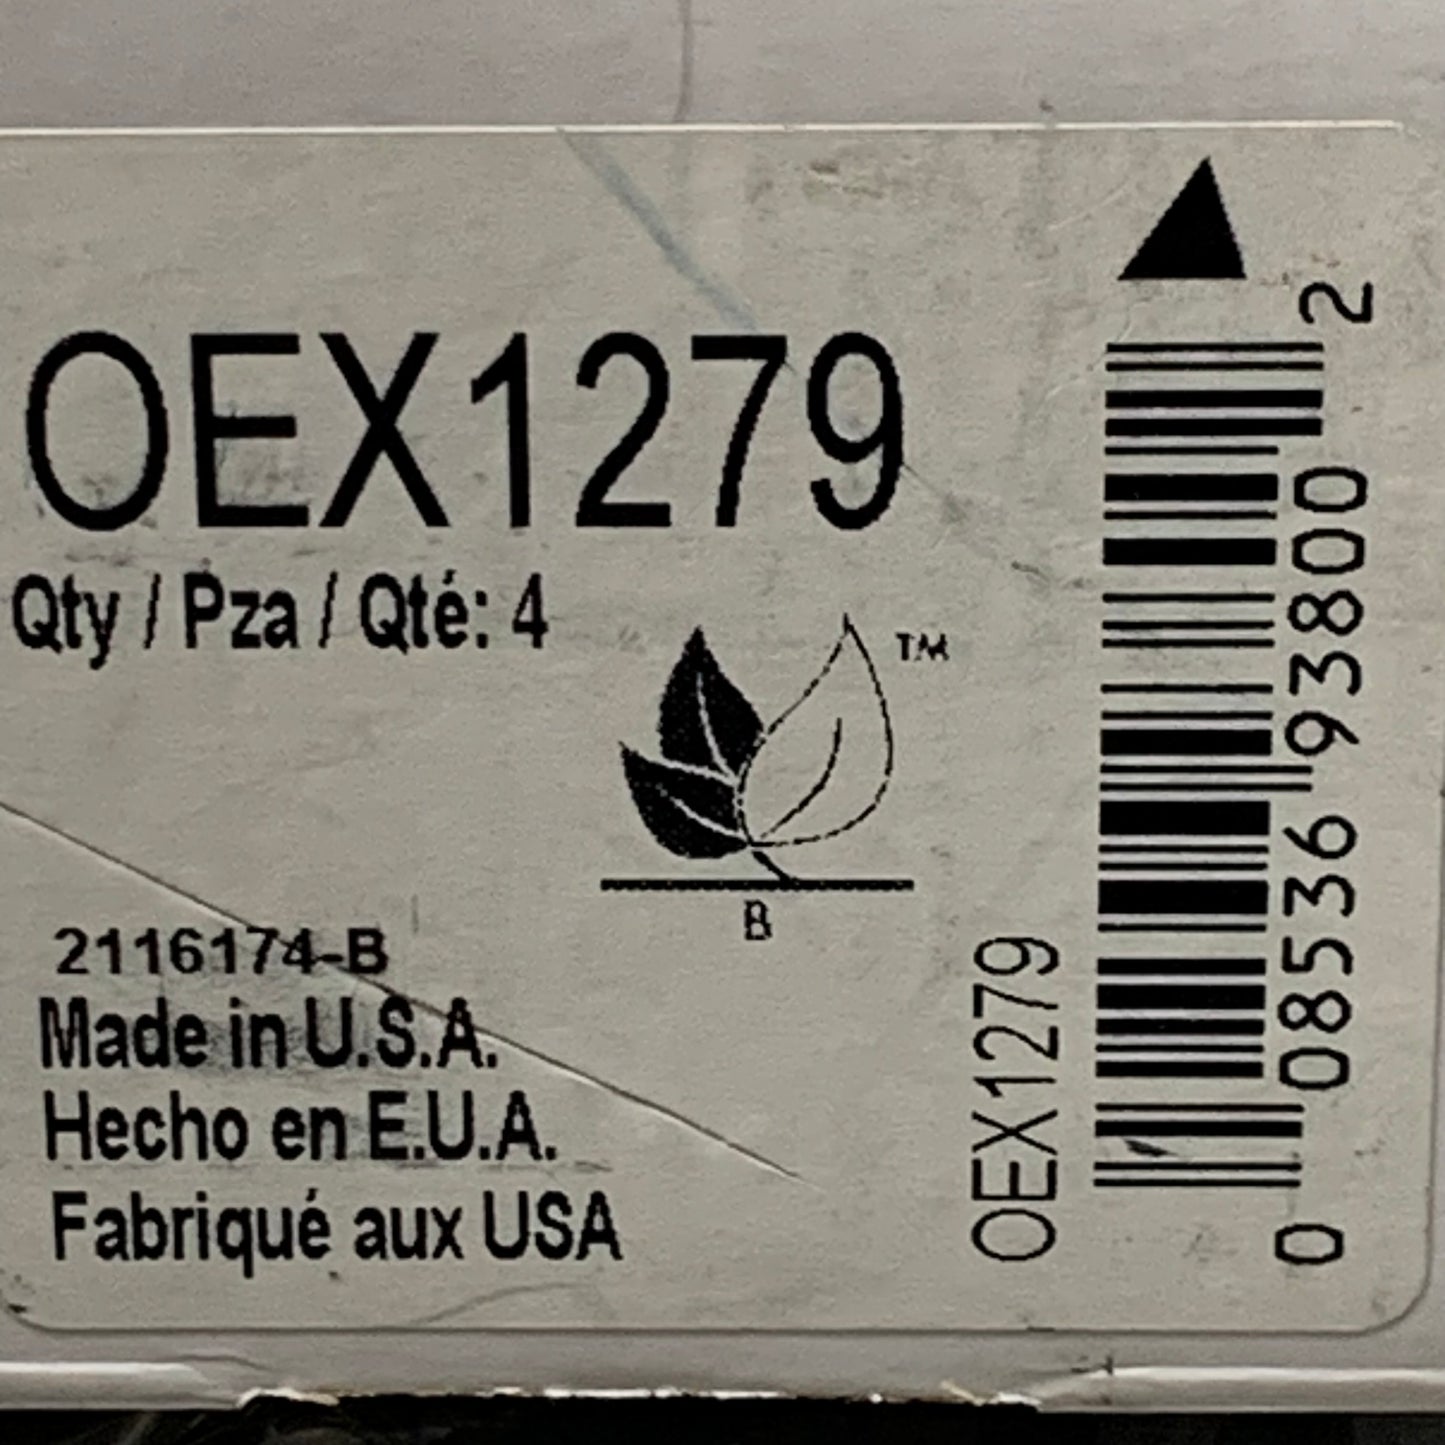 OEX1279
Qty / Pza / Qté: 4
TM
B
2116174-B
Made in U.S.A.
Hecho en E.U.A.
Fabriqué aux USA
OEX1279
0 08536 93800 2